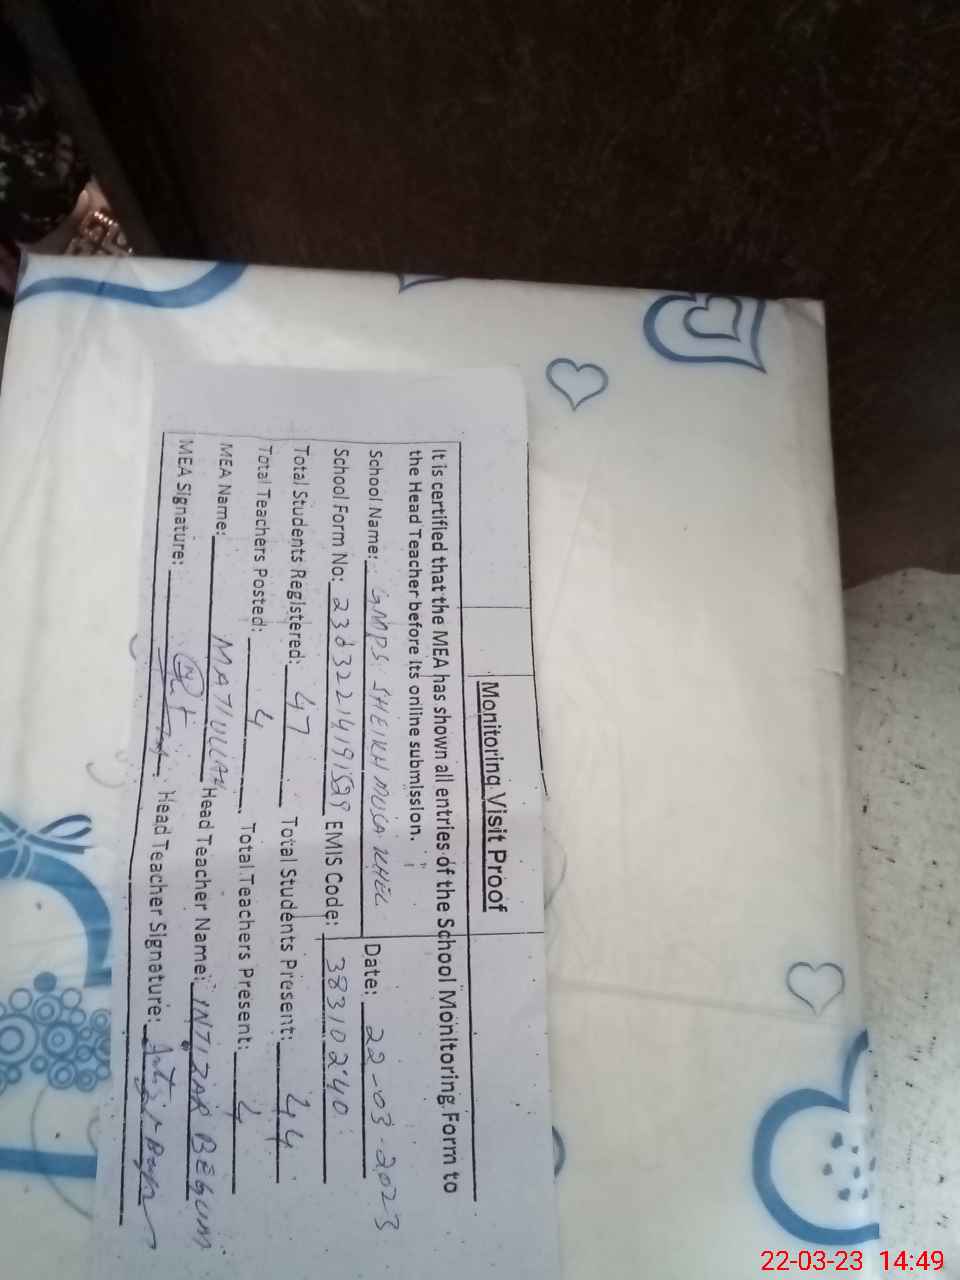 Monitoring Visit Proof
It is certified that the MEA has shown all entries of the School Monitoring Form to
the Head Teacher before its online submission.
School Name: GMPS SHEIKH MUSA KHEL Date: 22-03-2023
School Form No: EMIS Code: 38310240
Total Students Registered: 47 Total Students Present: 44
Total Teachers Posted: 4 Total Teachers Present: 4
MEA Name: MATIULLAH Head Teacher Name: INTIZAR BEGUM
MEA Signature: Head Teacher Signature:
22-03-23 14:49